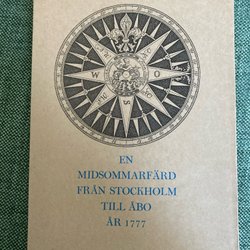 W O
EN
MIDSOMMARFÄRD
FRÅN STOCKHOLM
TILL ÅBO
ÅR 1777